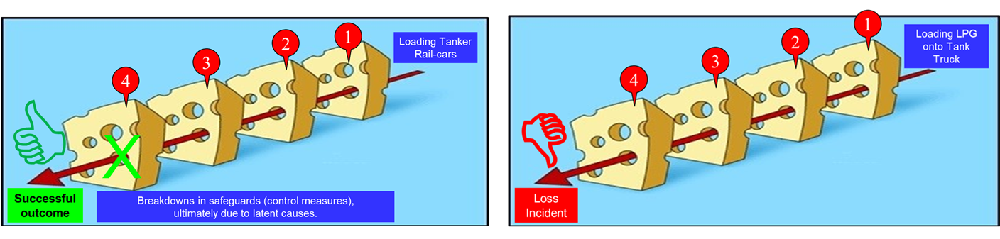 1
2
3
4
Loading Tanker
Rail-cars
Successful
outcome
Breakdowns in safeguards (control measures),
ultimately due to latent causes.
1
2
3
4
Loading LPG
onto Tank
Truck
Loss
Incident